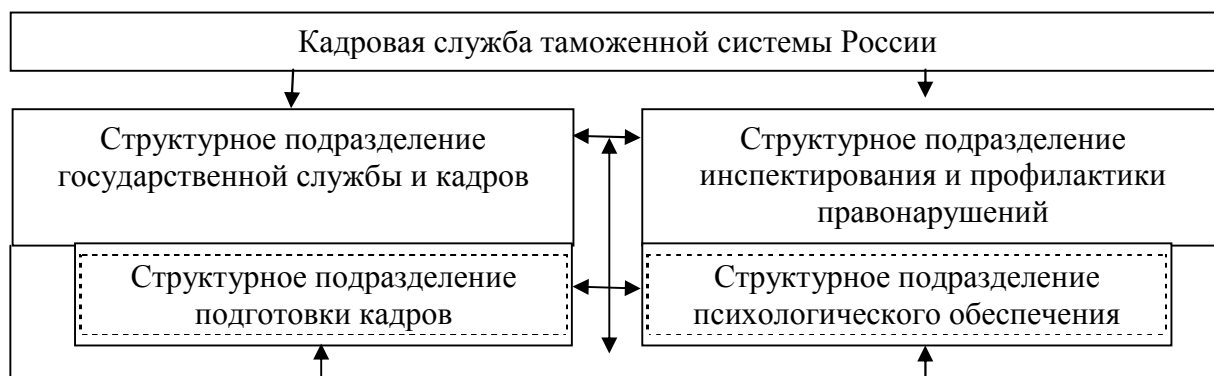 Кадровая служба таможенной системы России
Структурное подразделение
государственной службы и кадров
Структурное подразделение
инспектирования и профилактики
правонарушений
Структурное подразделение
подготовки кадров
Структурное подразделение
психологического обеспечения